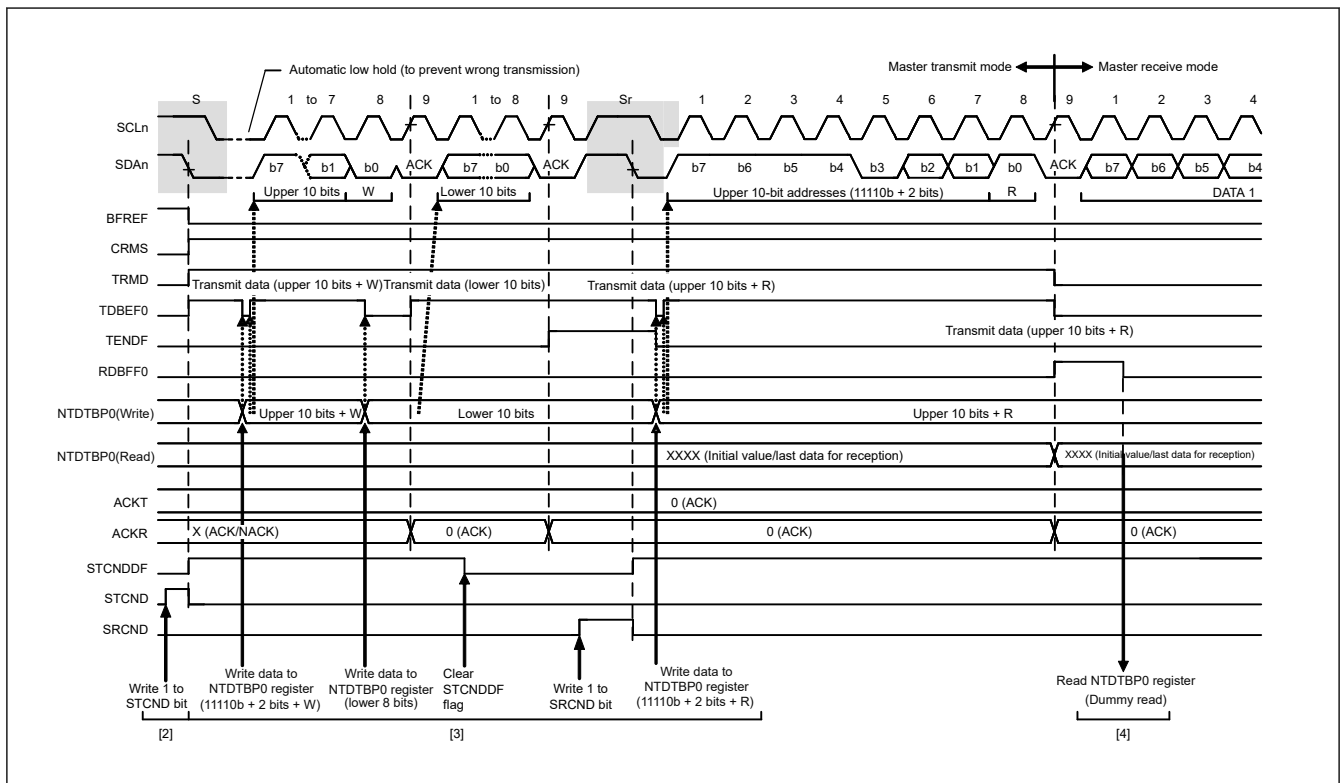 Automatic low hold (to prevent wrong transmission)
Master transmit mode
Master receive mode
S 1 to 7 8 9 1 to 8 9 Sr 1 2 3 4 5 6 7 8 9 1 2 3 4
SCLn
SDAn b7 b1 b0 ACK b7 b0 ACK b7 b6 b5 b4 b3 b2 b1 b0 ACK b7 b6 b5 b4
Upper 10 bits W Lower 10 bits Upper 10-bit addresses (11110b + 2 bits) R DATA 1
BFREF
CRMS
TRMD
Transmit data (upper 10 bits + W) Transmit data (lower 10 bits) Transmit data (upper 10 bits + R)
TDBEF0
TENDF Transmit data (upper 10 bits + R)
RDBFF0
NTDTBP0(Write) Upper 10 bits + W Lower 10 bits Upper 10 bits + R
NTDTBP0(Read) XXXX (Initial value/last data for reception) XXXX (Initial value/last data for reception)
ACKT 0 (ACK)
ACKR X (ACK/NACK) 0 (ACK) 0 (ACK) 0 (ACK)
STCNDDF
STCND
SRCND
Write 1 to
STCND bit
Write data to
NTDTBP0 register
(11110b + 2 bits + W)
Write data to
NTDTBP0 register
(lower 8 bits)
Clear
STCNDDF
flag
Write 1 to
SRCND bit
Write data to
NTDTBP0 register
(11110b + 2 bits + R)
Read NTDTBP0 register
(Dummy read)
[2] [3] [4]